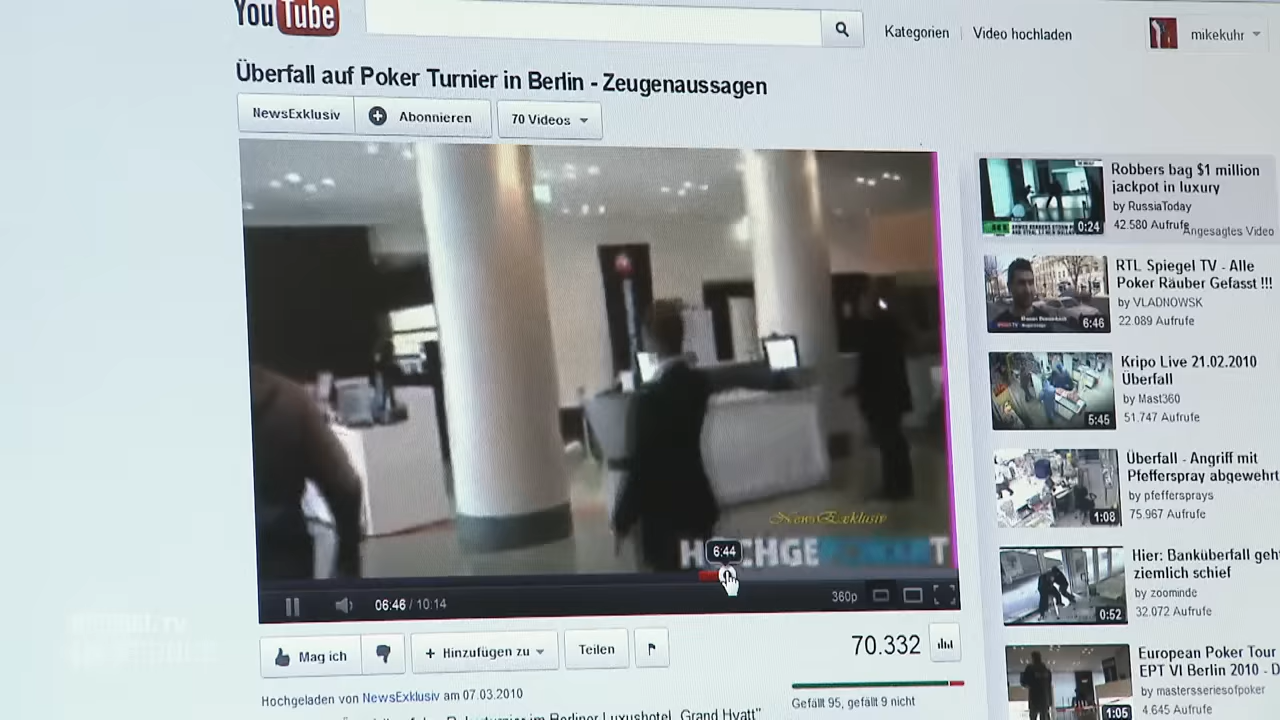 YouTube
Kategorien | Video hochladen
mikekuhr
Überfall auf Poker Turnier in Berlin - Zeugenaussagen
NewsExklusiv
Abonnieren
70 Videos
NewsExklusiv
6:44
06:46 / 10:14
360p
Mag ich
+ Hinzufügen zu
Teilen
70.332
Hochgeladen von NewsExklusiv am 07.03.2010
Gefällt 95, gefällt 9 nicht
Berliner Luxushotel „Grand Hyatt"
Robbers bag $1 million
jackpot in luxury
by RussiaToday
42.580 Aufrufe
Angesagtes Video
0:24
RTL Spiegel TV - Alle
Poker Räuber Gefasst !!!
by VLADNOWSK
22.089 Aufrufe
6:46
Kripo Live 21.02.2010
Überfall
by Mast360
51.747 Aufrufe
5:45
Überfall - Angriff mit
Pfefferspray abgewehrt
by pfeffersprays
75.967 Aufrufe
1:08
Hier: Banküberfall geh
ziemlich schief
by zoominde
32.072 Aufrufe
0:52
European Poker Tour
EPT VI Berlin 2010 - D
by mastersseriesofpoker
4.645 Aufrufe
1:05